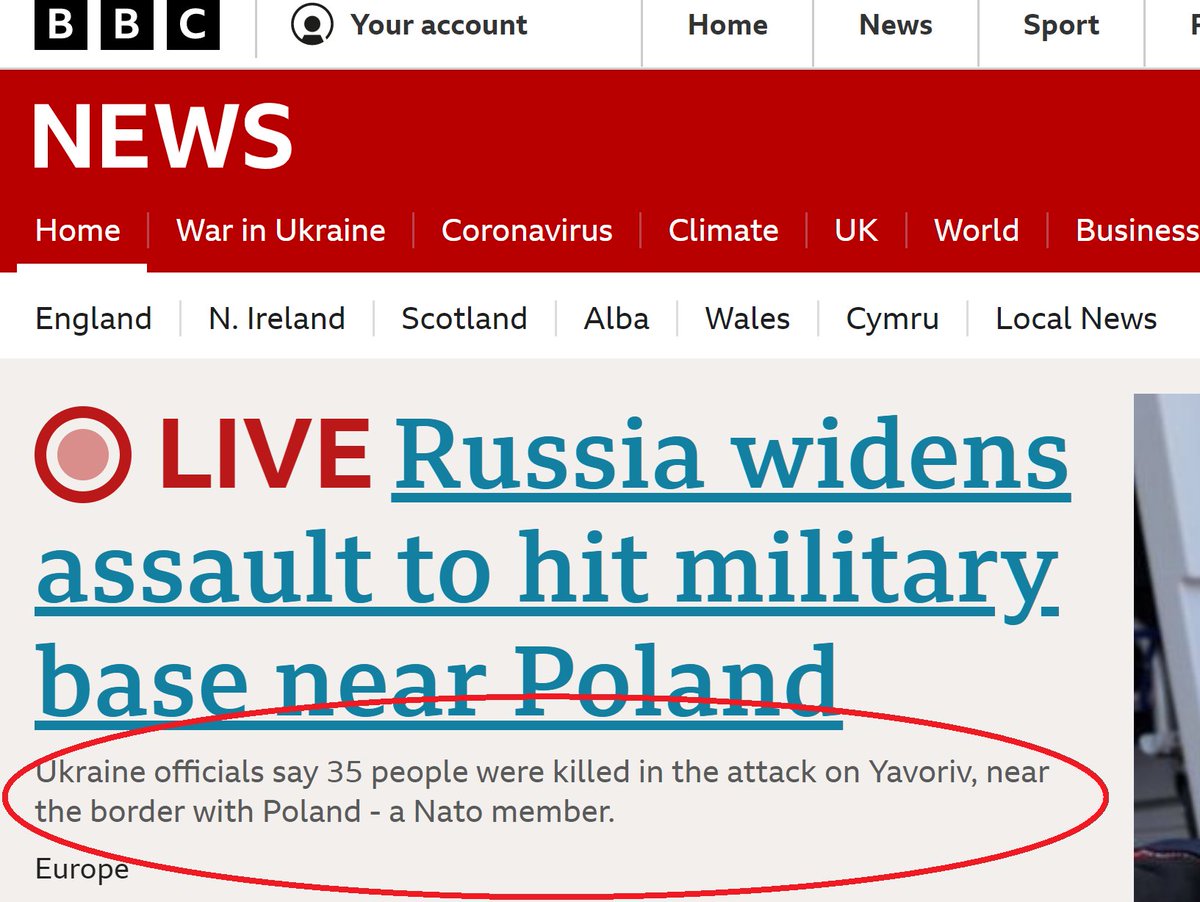 BBC Your account Home News Sport
NEWS
Home War in Ukraine Coronavirus Climate UK World Business
England N. Ireland Scotland Alba Wales Cymru Local News
LIVE Russia widens
assault to hit military
base near Poland
Ukraine officials say 35 people were killed in the attack on Yavoriv, near
the border with Poland - a Nato member.
Europe